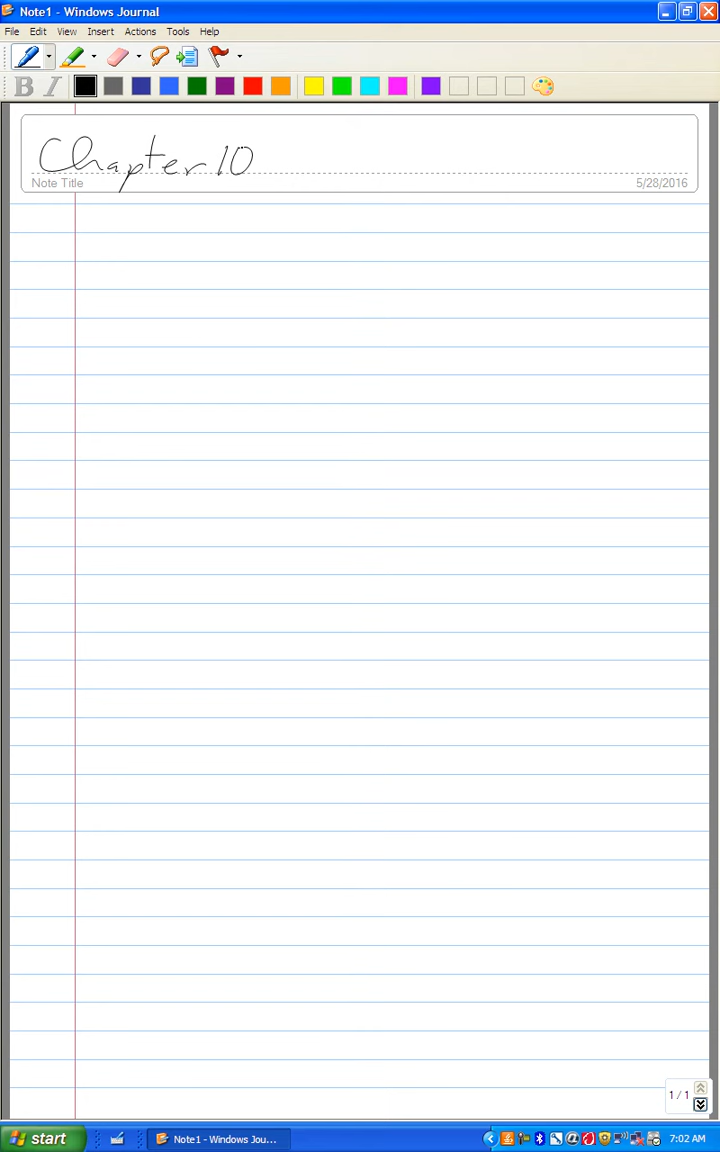 Note1 - Windows Journal
File Edit View Insert Actions Tools Help
B I
Chapter 10
Note Title 5/28/2016
1 / 1
start Note1 - Windows Jou... 7:02 AM